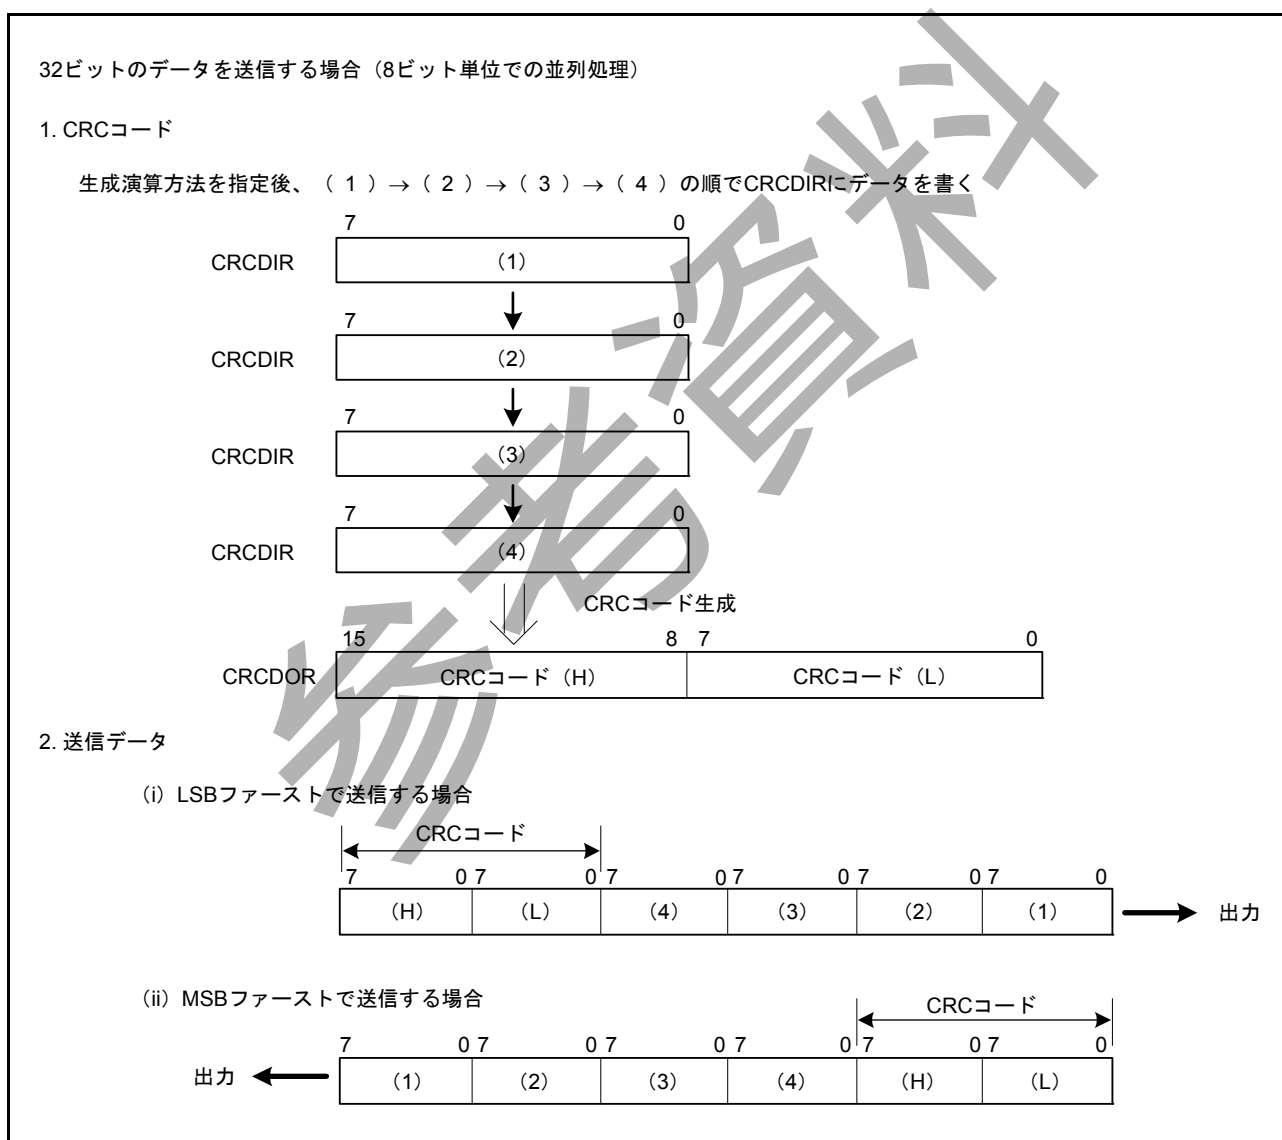 32ビットのデータを送信する場合（8ビット単位での並列処理）
1. CRCコード
生成演算方法を指定後、（ 1 ）→（ 2 ）→（ 3 ）→（ 4 ）の順でCRCDIRにデータを書く
7 0
CRCDIR （1）
7 0
CRCDIR （2）
7 0
CRCDIR （3）
7 0
CRCDIR （4）
CRCコード生成
15 8 7 0
CRCDOR CRCコード（H） CRCコード（L）
2. 送信データ
（i）LSBファーストで送信する場合
CRCコード
7 0 7 0 7 0 7 0 7 0 7 0
（H） （L） （4） （3） （2） （1） 出力
（ii）MSBファーストで送信する場合
CRCコード
7 0 7 0 7 0 7 0 7 0 7 0
出力 （1） （2） （3） （4） （H） （L）
参考資料